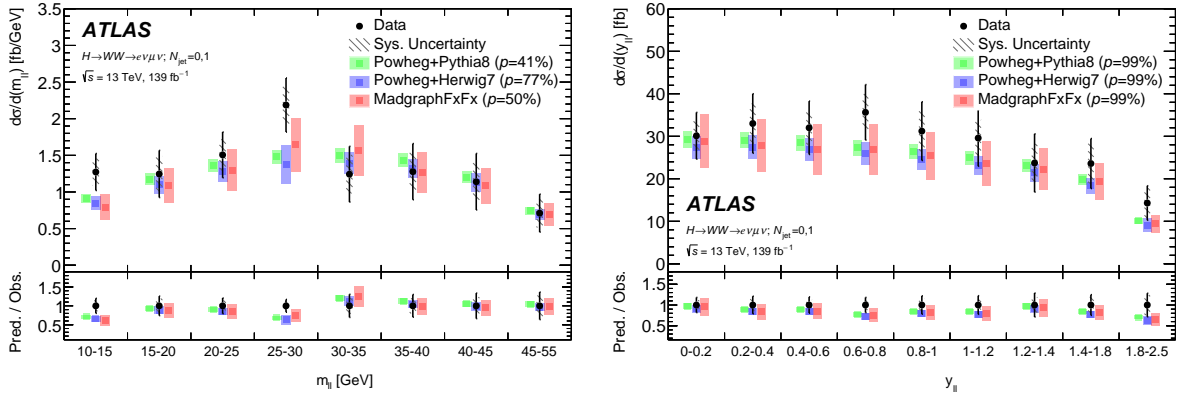 3.5
3
2.5
2
1.5
1
0.5
0
dσ/d(m_ll) [fb/GeV]
ATLAS
H→WW→eνμν; N_jet=0,1
√s = 13 TeV, 139 fb⁻¹
Data
Sys. Uncertainty
Powheg+Pythia8 (p=41%)
Powheg+Herwig7 (p=77%)
MadgraphFxFx (p=50%)
Pred. / Obs.
1.5
1
0.5
10-15 15-20 20-25 25-30 30-35 35-40 40-45 45-55
m_ll [GeV]
60
50
40
30
20
10
0
dσ/d(y_ll) [fb]
Data
Sys. Uncertainty
Powheg+Pythia8 (p=99%)
Powheg+Herwig7 (p=99%)
MadgraphFxFx (p=99%)
ATLAS
H→WW→eνμν; N_jet=0,1
√s = 13 TeV, 139 fb⁻¹
Pred. / Obs.
1.5
1
0.5
0-0.2 0.2-0.4 0.4-0.6 0.6-0.8 0.8-1 1-1.2 1.2-1.4 1.4-1.8 1.8-2.5
y_ll